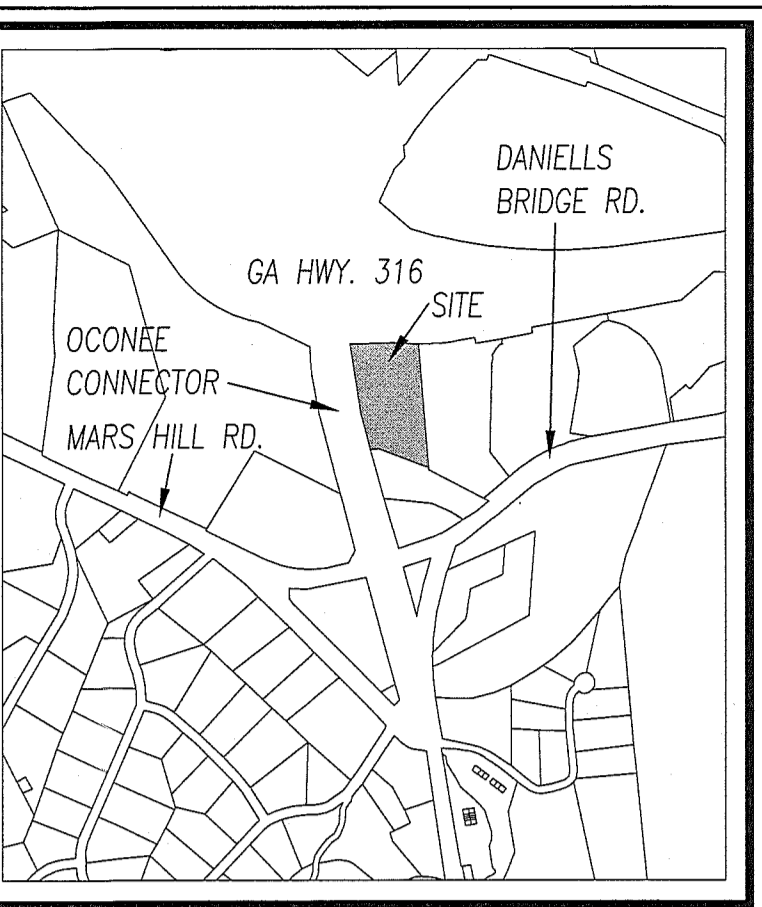 DANIELLS
BRIDGE RD.
GA HWY. 316
SITE
OCONEE
CONNECTOR
MARS HILL RD.